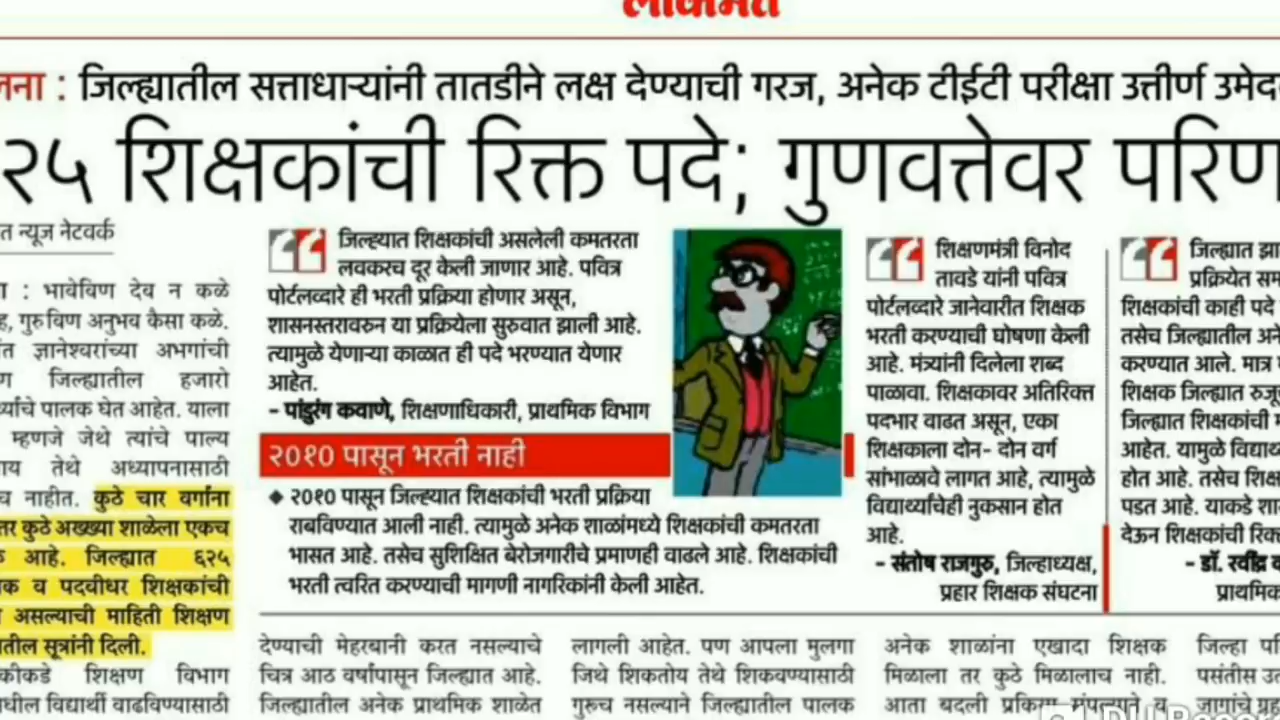 लोकमत
जना : जिल्ह्यातील सत्ताधाऱ्यांनी तातडीने लक्ष देण्याची गरज, अनेक टीईटी परीक्षा उत्तीर्ण उमेद
२५ शिक्षकांची रिक्त पदे; गुणवत्तेवर परिण
त न्यूज नेटवर्क
: भावेविण देव न कळे
गुरुविण अनुभव कैसा कळे.
त ज्ञानेश्वरांच्या अभगांची
ण जिल्ह्यातील हजारो
र्थ्यांचे पालक घेत आहेत. याला
म्हणजे जेथे त्यांचे पाल्य
य तेथे अध्यापनासाठी
च नाहीत. कुठे चार वर्गाना
तर कुठे अख्ख्या शाळेला एकच
आहे. जिल्ह्यात ६२५
क व पदवीधर शिक्षकांची
असल्याची माहिती शिक्षण
तील सूत्रांनी दिली.
कीकडे शिक्षण विभाग
धील विद्यार्थी वाढविण्यासाठी
जिल्ह्यात शिक्षकांची असलेली कमतरता
लवकरच दूर केली जाणार आहे. पवित्र
पोर्टलव्दारे ही भरती प्रक्रिया होणार असून,
शासनस्तरावरुन या प्रक्रियेला सुरुवात झाली आहे.
त्यामुळे येणाऱ्या काळात ही पदे भरण्यात येणार
आहेत.
- पांडुरंग कवाणे, शिक्षणाधिकारी, प्राथमिक विभाग
२०१० पासून भरती नाही
◆ २०१० पासून जिल्ह्यात शिक्षकांची भरती प्रक्रिया
राबविण्यात आली नाही. त्यामुळे अनेक शाळांमध्ये शिक्षकांची कमतरता
भासत आहे. तसेच सुशिक्षित बेरोजगारीचे प्रमाणही वाढले आहे. शिक्षकांची
भरती त्वरित करण्याची मागणी नागरिकांनी केली आहेत.
शिक्षणमंत्री विनोद
तावडे यांनी पवित्र
पोर्टलव्दारे जानेवारीत शिक्षक
भरती करण्याची घोषणा केली
आहे. मंत्र्यांनी दिलेला शब्द
पाळावा. शिक्षकावर अतिरिक्त
पदभार वाढत असून, एका
शिक्षकाला दोन- दोन वर्ग
सांभाळावे लागत आहे, त्यामुळे
विद्यार्थ्यांचेही नुकसान होत
आहे.
- संतोष राजगुरु, जिल्हाध्यक्ष,
प्रहार शिक्षक संघटना
जिल्ह्यात झा
प्रक्रियेत सम
शिक्षकांची काही पदे
तसेच जिल्ह्यातील अने
करण्यात आले. मात्र
शिक्षक जिल्ह्यात रुजू
जिल्ह्यात शिक्षकांची
आहेत. यामुळे विद्या
होत आहे. तसेच शिक्ष
पडत आहे. याकडे शा
देऊन शिक्षकांची रिक्
- डॉ. रवींद्र
प्राथमिक
देण्याची मेहरबानी करत नसल्याचे
चित्र आठ वर्षांपासून जिल्ह्यात आहे.
जिल्ह्यातील अनेक प्राथमिक शाळेत
लागली आहेत. पण आपला मुलगा
जिथे शिकतोय तेथे शिकवण्यासाठी
गुरूच नसल्याने जिल्ह्यातील पालक
अनेक शाळांना एखादा शिक्षक
मिळाला तर कुठे मिळालाच नाही.
आता बदली
जिल्हा परि
पसंतीस उत